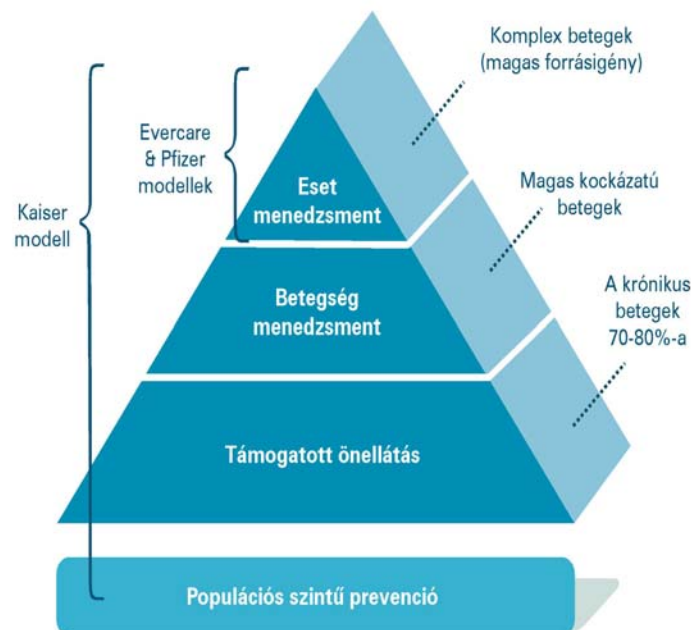 Komplex betegek
(magas forrásigény)
Evercare
& Pfizer
modellek
Kaiser
modell
Eset
menedzsment
Magas kockázatú
betegek
Betegség
menedzsment
A krónikus
betegek
70-80%-a
Támogatott önellátás
Populációs szintű prevenció